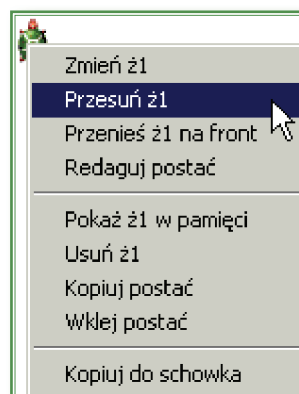 Zmień ż1
Przesuń ż1
Przenieś ż1 na front
Redaguj postać
Pokaż ż1 w pamięci
Usuń ż1
Kopiuj postać
Wklej postać
Kopiuj do schowka